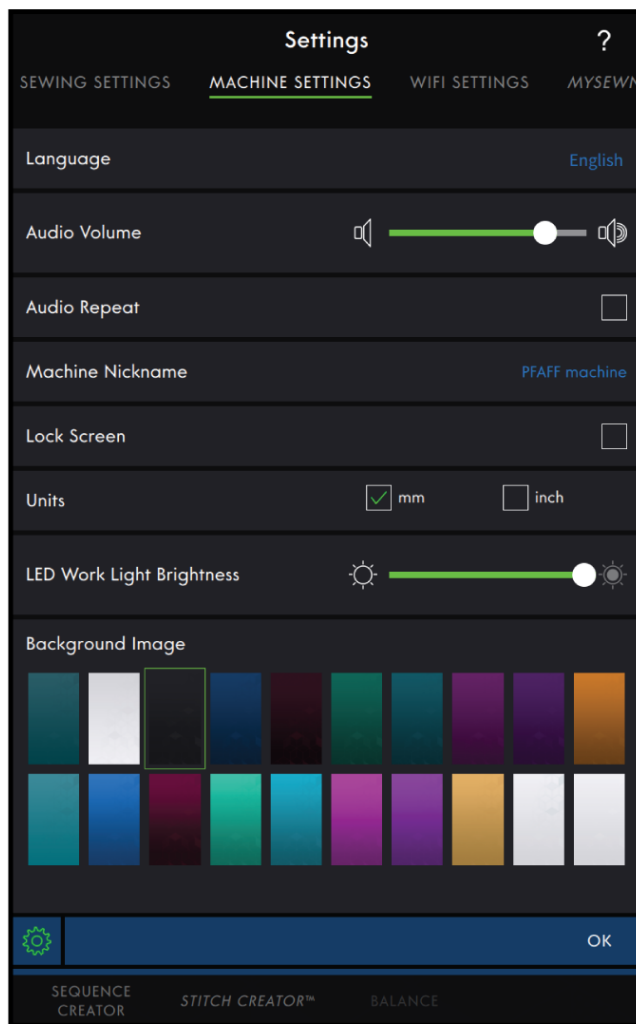 Settings ?
SEWING SETTINGS MACHINE SETTINGS WIFI SETTINGS MYSEWN
Language English
Audio Volume
Audio Repeat
Machine Nickname PFAFF machine
Lock Screen
Units mm inch
LED Work Light Brightness
Background Image
OK
SEQUENCE
CREATOR STITCH CREATOR™ BALANCE